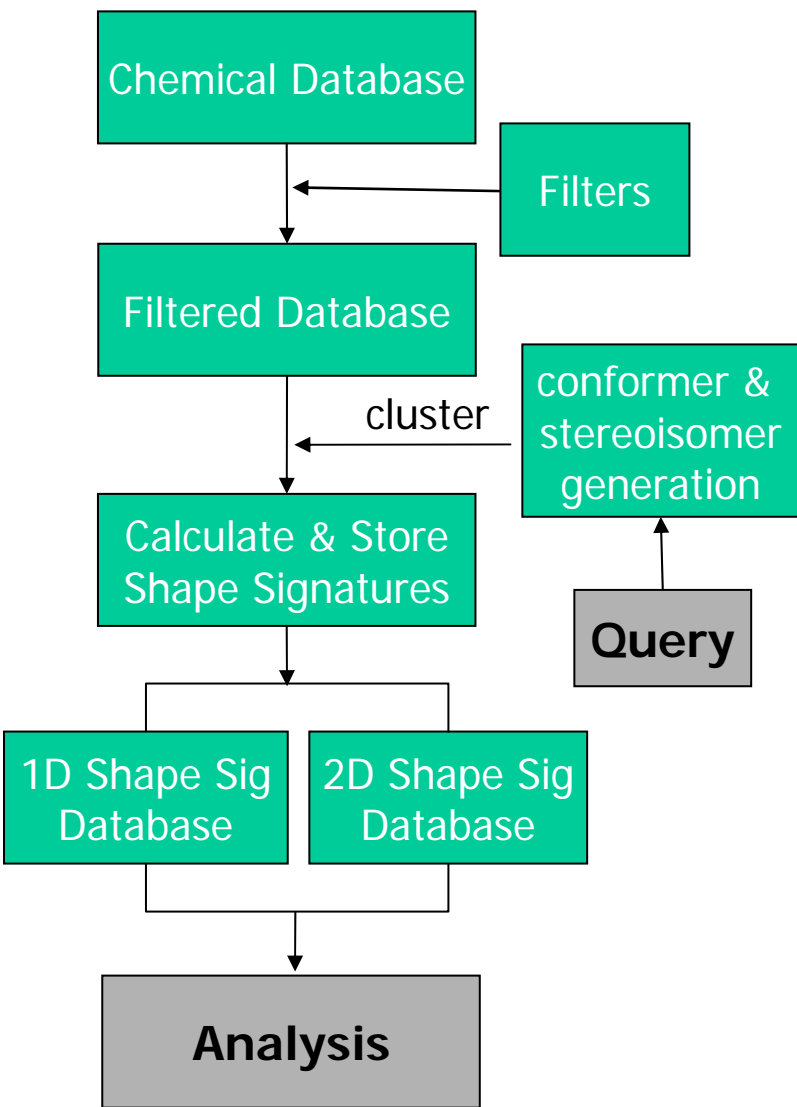 Chemical Database
Filters
Filtered Database
cluster
conformer &
stereoisomer
generation
Calculate & Store
Shape Signatures
Query
1D Shape Sig
Database
2D Shape Sig
Database
Analysis